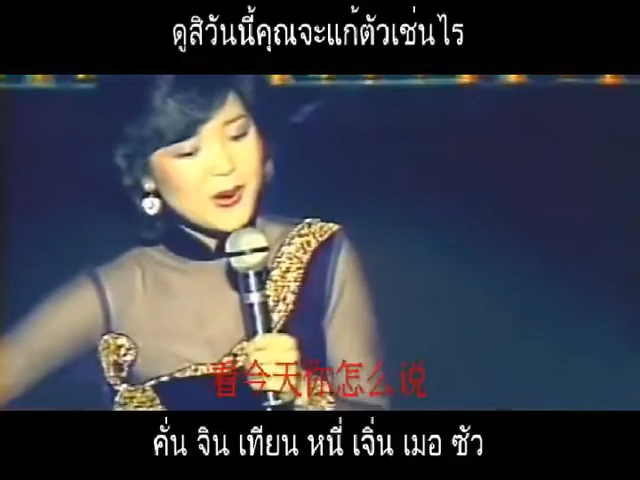 ดูสิวันนี้คุณจะแก้ตัวเช่นไร
看今天你怎么说
คั่น จิน เทียน หนี่ เจิ่น เมอ ซัว